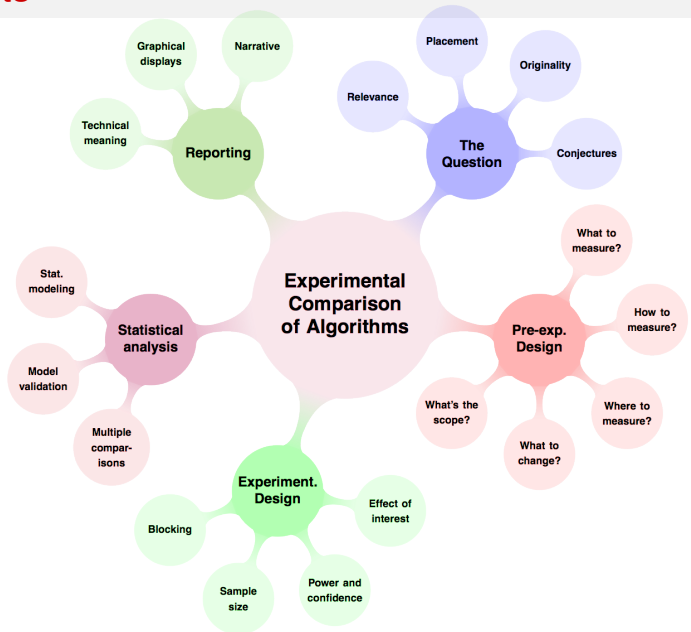 Graphical
displays
Narrative
Technical
meaning
Reporting
Placement
Originality
Relevance
Conjectures
The
Question
Experimental
Comparison
of Algorithms
What to
measure?
How to
measure?
Pre-exp.
Design
What's the
scope?
What to
change?
Where to
measure?
Stat.
modeling
Statistical
analysis
Model
validation
Multiple
compar-
isons
Experiment.
Design
Effect of
interest
Blocking
Sample
size
Power and
confidence